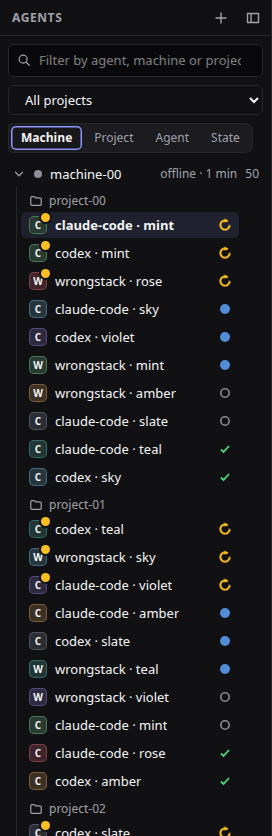 AGENTS
Filter by agent, machine or projec
All projects
Machine Project Agent State
machine-00 offline · 1 min 50
project-00
C claude-code · mint
C codex · mint
W wrongstack · rose
C claude-code · sky
C codex · violet
W wrongstack · mint
W wrongstack · amber
C claude-code · slate
C claude-code · teal
C codex · sky
project-01
C codex · teal
W wrongstack · sky
C claude-code · violet
C claude-code · amber
C codex · slate
W wrongstack · teal
W wrongstack · violet
C claude-code · mint
C claude-code · rose
C codex · amber
project-02
C codex · slate